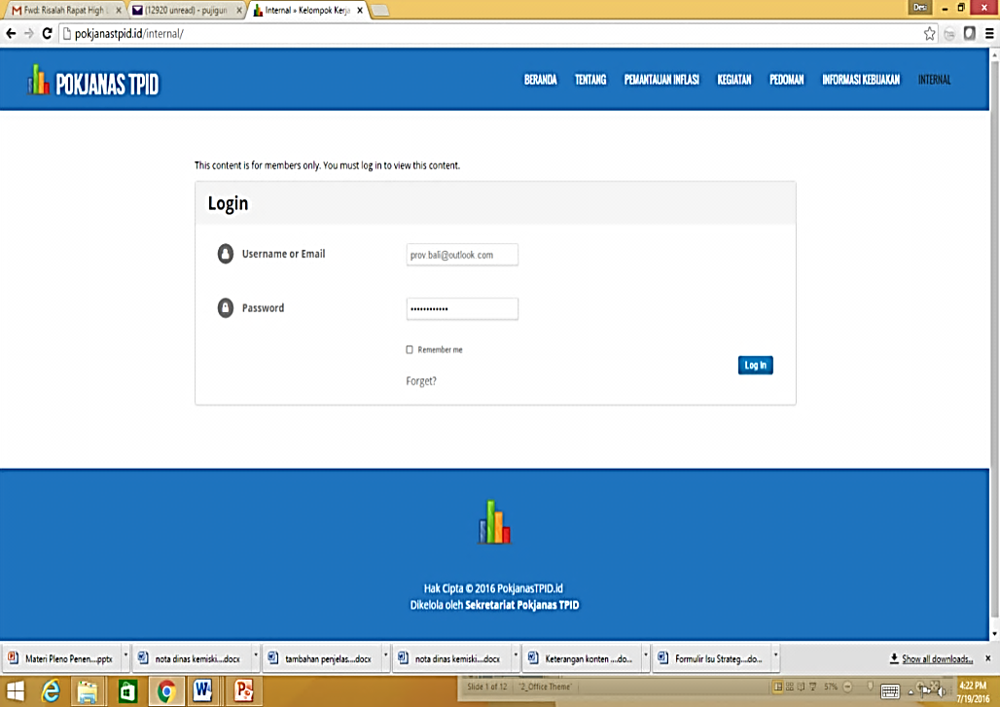 Fwd: Risalah Rapat High
(12920 unread) - pujigun
Internal » Kelompok Kerja
Desi
pokjanastpid.id/internal/
POKJANAS TPID
BERANDA TENTANG PEMANTAUAN INFLASI KEGIATAN PEDOMAN INFORMASI KEBIJAKAN INTERNAL
This content is for members only. You must log in to view this content.
Login
Username or Email
prov bali@outlook.com
Password
Remember me
Log In
Forget?
Hak Cipta © 2016 PokjanasTPID.id
Dikelola oleh Sekretariat Pokjanas TPID
Materi Pleno Penen....pptx nota dinas kemiski....docx tambahan penjelas....docx nota dinas kemiski....docx Keterangan konten ....do... Formulir Isu Strateg....do... Show all downloads...
Slide 1 of 12 "2_Office Theme" 57%
4:22 PM
7/19/2016